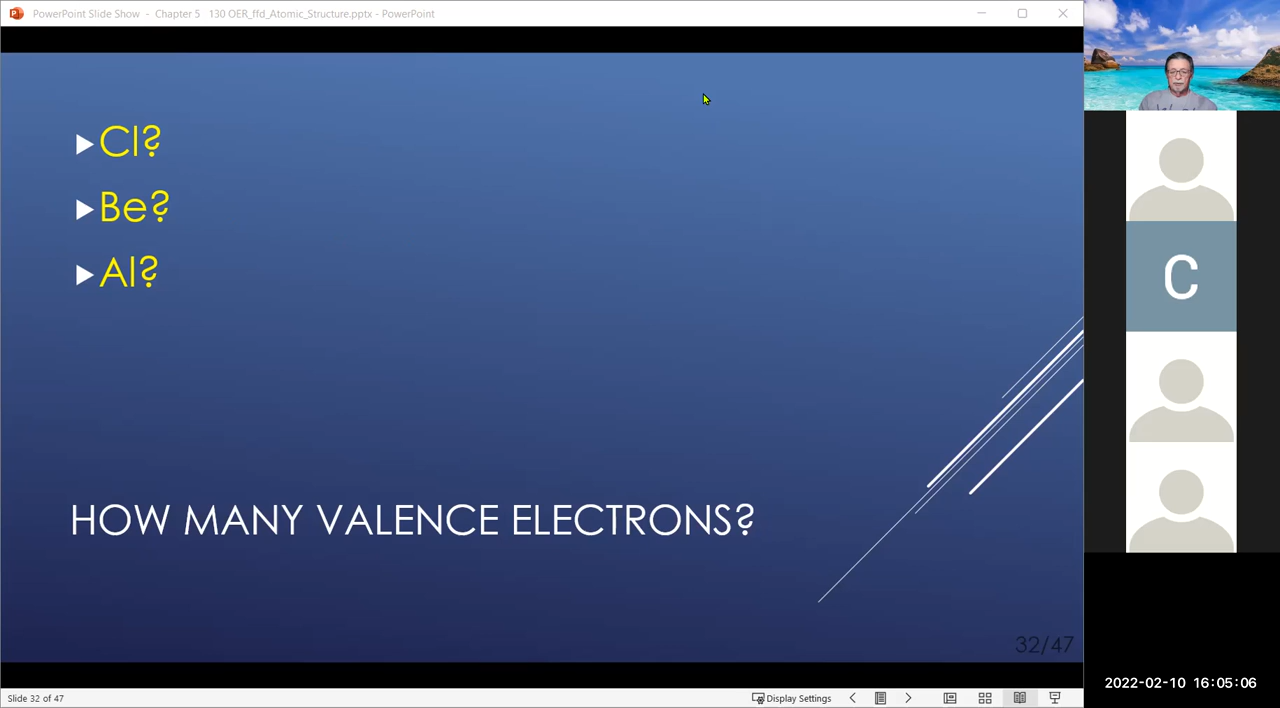 PowerPoint Slide Show - Chapter 5 130 OER_ffd_Atomic_Structure.pptx - PowerPoint
Cl?
Be?
Al?
C
HOW MANY VALENCE ELECTRONS?
32/47
Slide 32 of 47
Display Settings
2022-02-10 16:05:06